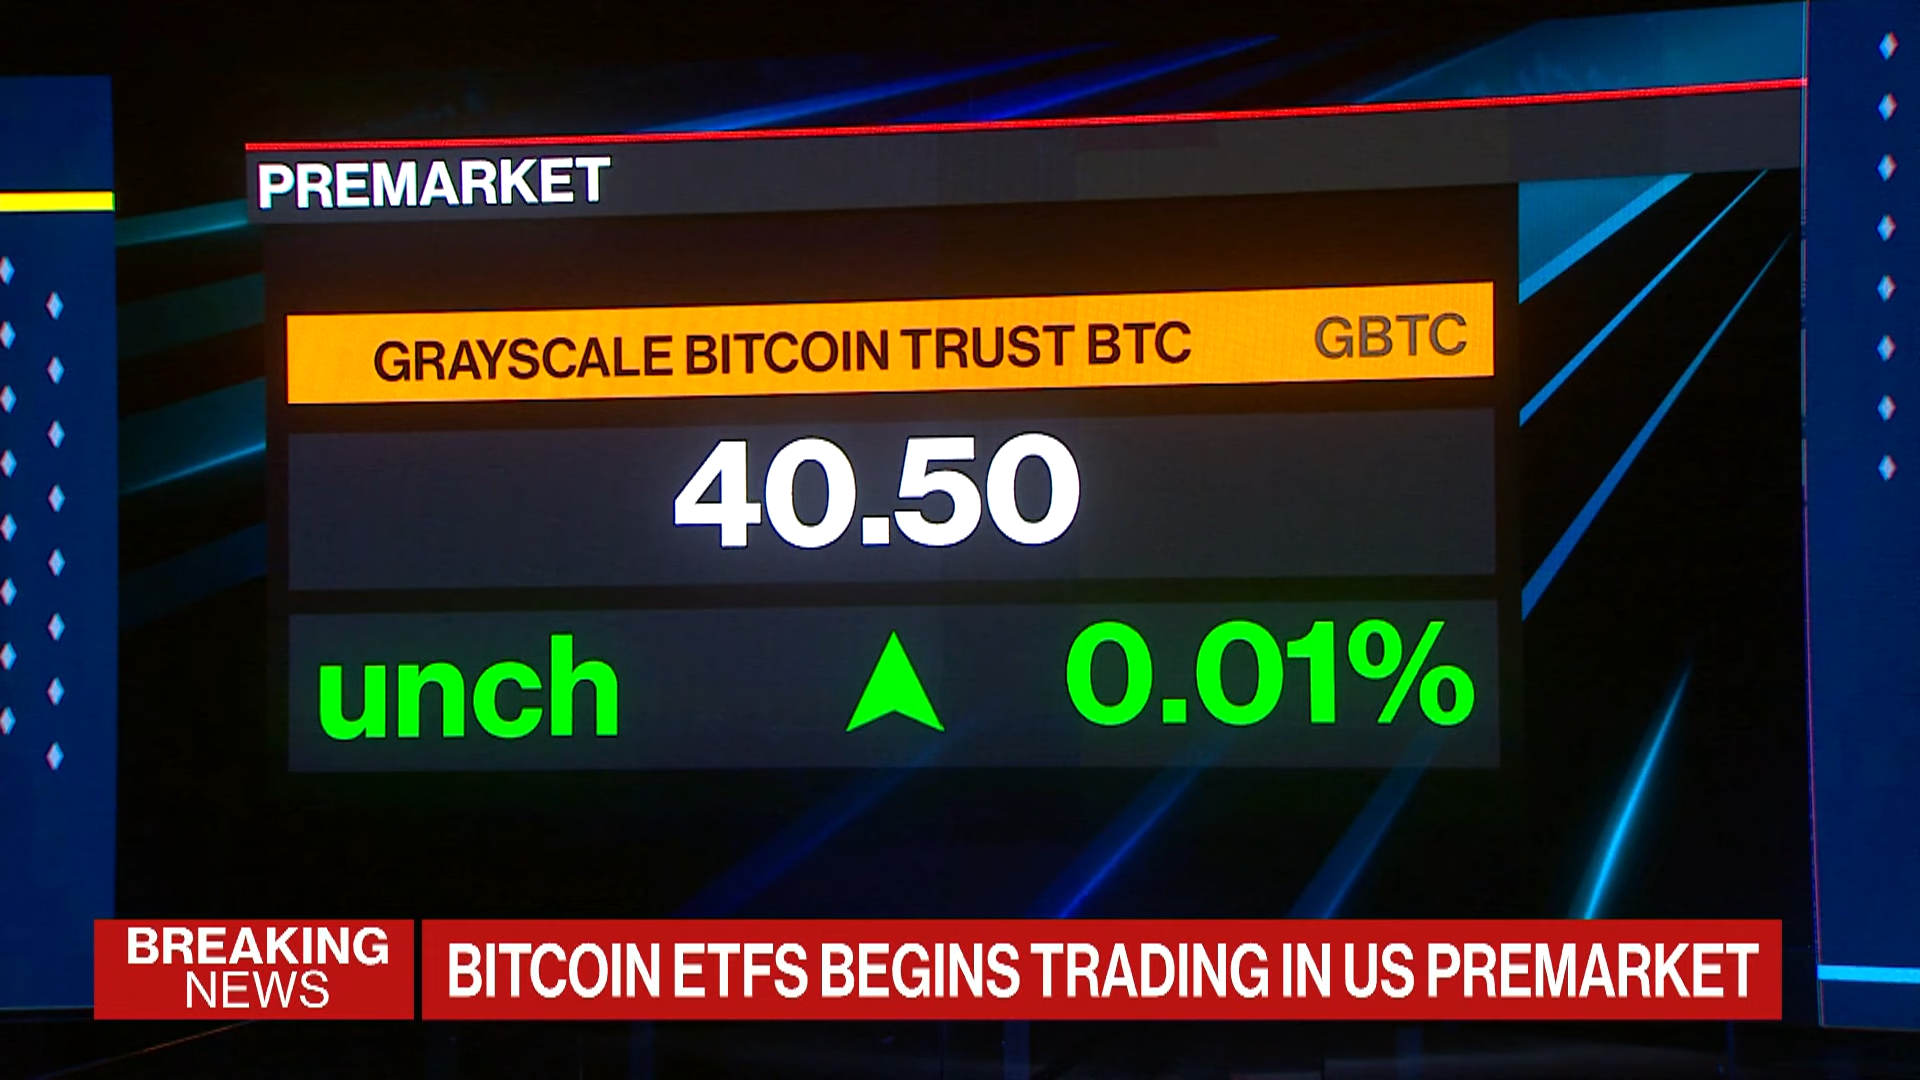 PREMARKET
GRAYSCALE BITCOIN TRUST BTC GBTC
40.50
unch ▲ 0.01%
BREAKING
NEWS
BITCOIN ETFS BEGINS TRADING IN US PREMARKET